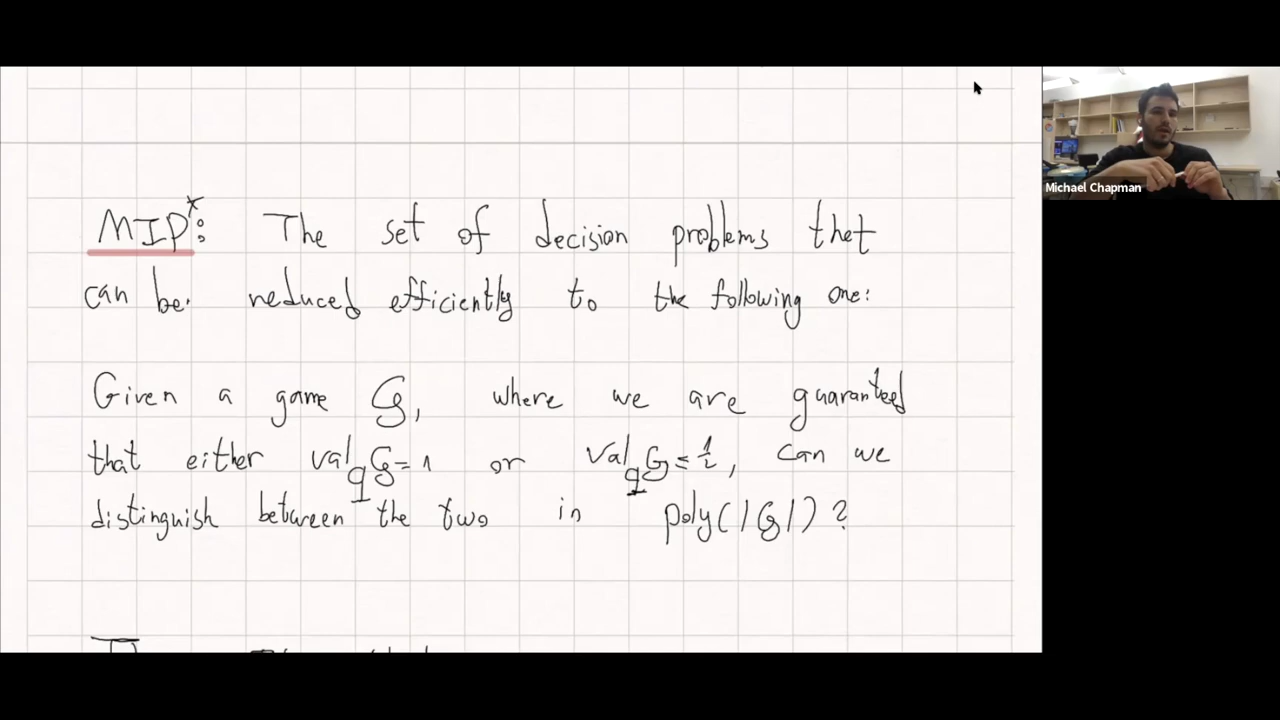 MIP*: The set of decision problems thet
can be reduced efficiently to the following one:
Given a game G, where we are guaranteed
that either val_q G = 1 or val_q G ≤ 1/2, can we
distinguish between the two in poly(|G|)?
Michael Chapman